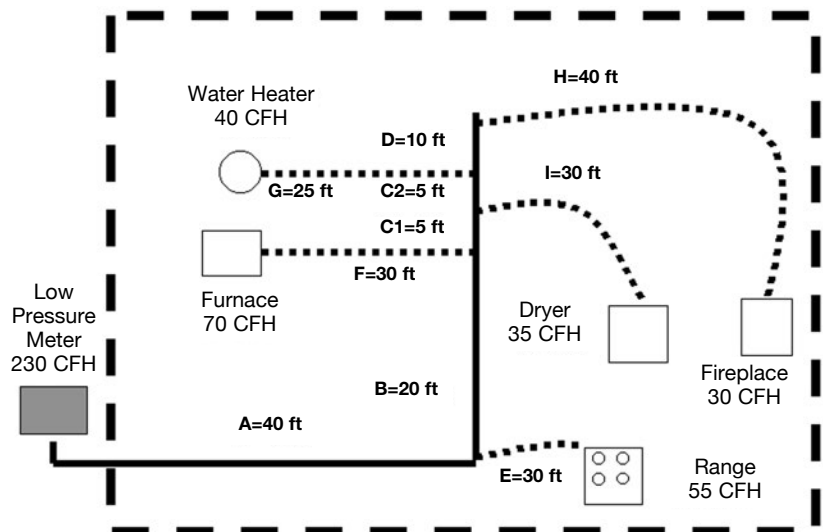 H=40 ft
Water Heater
40 CFH
D=10 ft
G=25 ft
C2=5 ft
I=30 ft
C1=5 ft
F=30 ft
Furnace
70 CFH
Low
Pressure
Meter
230 CFH
Dryer
35 CFH
Fireplace
30 CFH
B=20 ft
A=40 ft
E=30 ft
Range
55 CFH